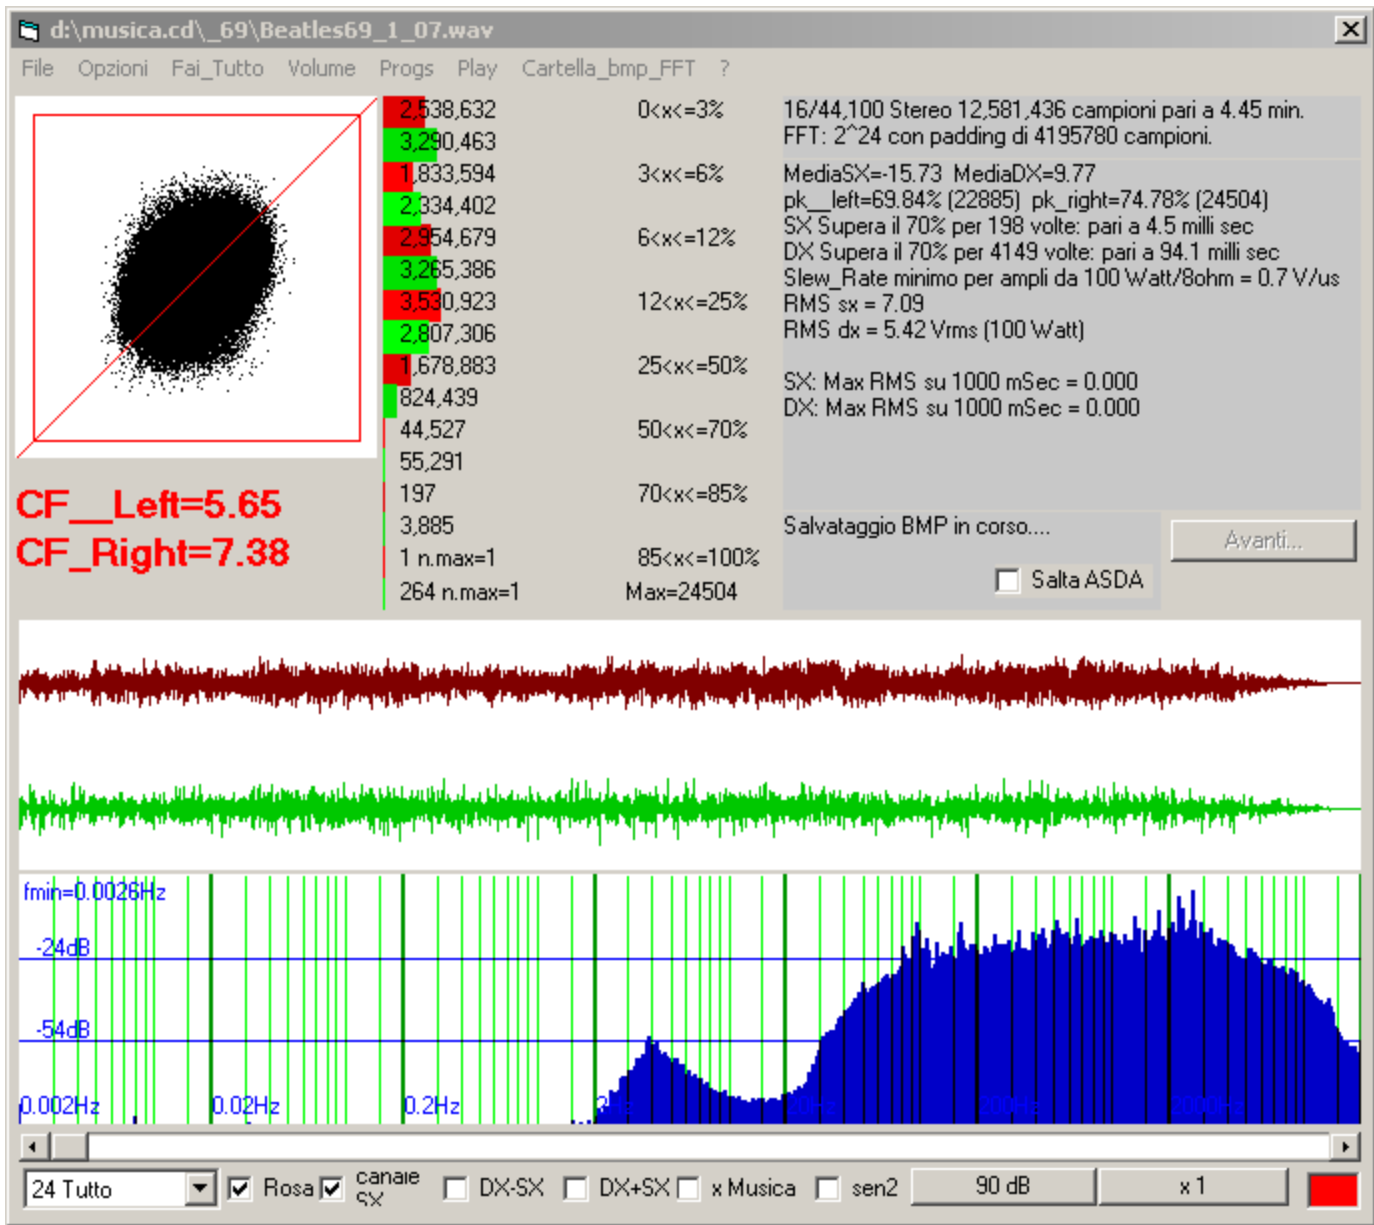 d:\musica.cd\_69\Beatles69_1_07.wav
File Opzioni Fai_Tutto Volume Progs Play Cartella_bmp_FFT ?
2,538,632 0<x<=3%
3,290,463
1,833,594 3<x<=6%
2,334,402
2,954,679 6<x<=12%
3,265,386
3,530,923 12<x<=25%
2,807,306
1,678,883 25<x<=50%
824,439
44,527 50<x<=70%
55,291
197 70<x<=85%
3,885
1 n.max=1 85<x<=100%
264 n.max=1 Max=24504
16/44,100 Stereo 12,581,436 campioni pari a 4.45 min.
FFT: 2^24 con padding di 4195780 campioni.
MediaSX=-15.73 MediaDX=9.77
pk__left=69.84% (22885) pk_right=74.78% (24504)
SX Supera il 70% per 198 volte: pari a 4.5 milli sec
DX Supera il 70% per 4149 volte: pari a 94.1 milli sec
Slew_Rate minimo per ampli da 100 Watt/8ohm = 0.7 V/us
RMS sx = 7.09
RMS dx = 5.42 Vrms (100 Watt)
SX: Max RMS su 1000 mSec = 0.000
DX: Max RMS su 1000 mSec = 0.000
CF__Left=5.65
CF_Right=7.38
Salvataggio BMP in corso....
Avanti...
Salta ASDA
fmin=0.0026Hz
-24dB
-54dB
0.002Hz 0.02Hz 0.2Hz 2Hz 20Hz 200Hz 2000Hz
24 Tutto Rosa canale SX DX-SX DX+SX x Musica sen2 90 dB x 1